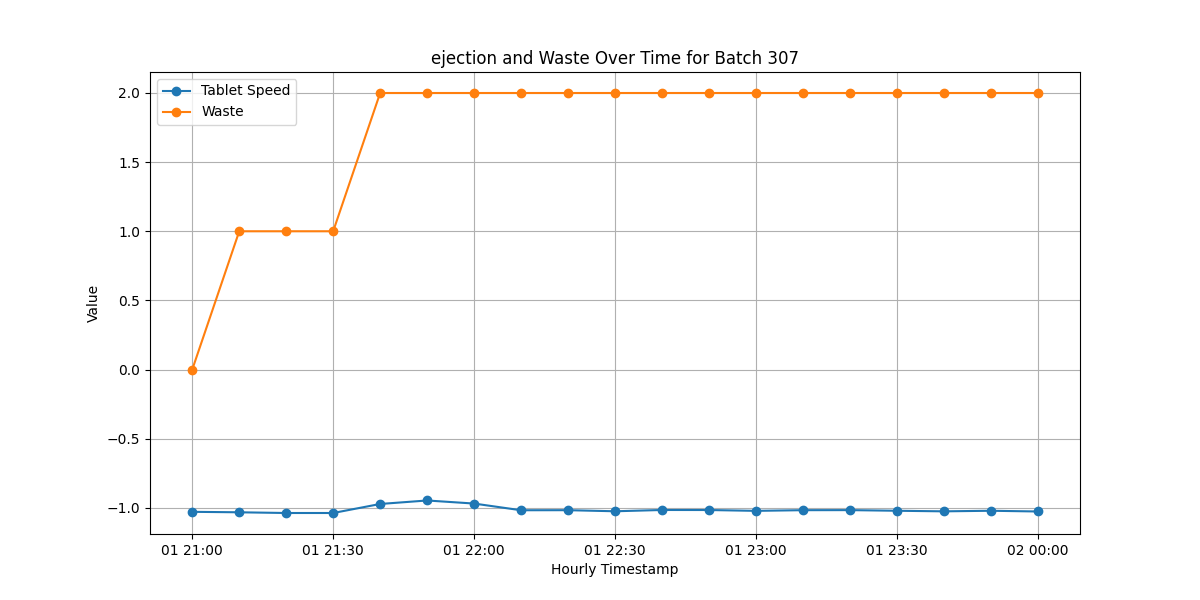 ejection and Waste Over Time for Batch 307
Tablet Speed
Waste
2.0
1.5
1.0
0.5
0.0
−0.5
−1.0
Value
01 21:00 01 21:30 01 22:00 01 22:30 01 23:00 01 23:30 02 00:00
Hourly Timestamp